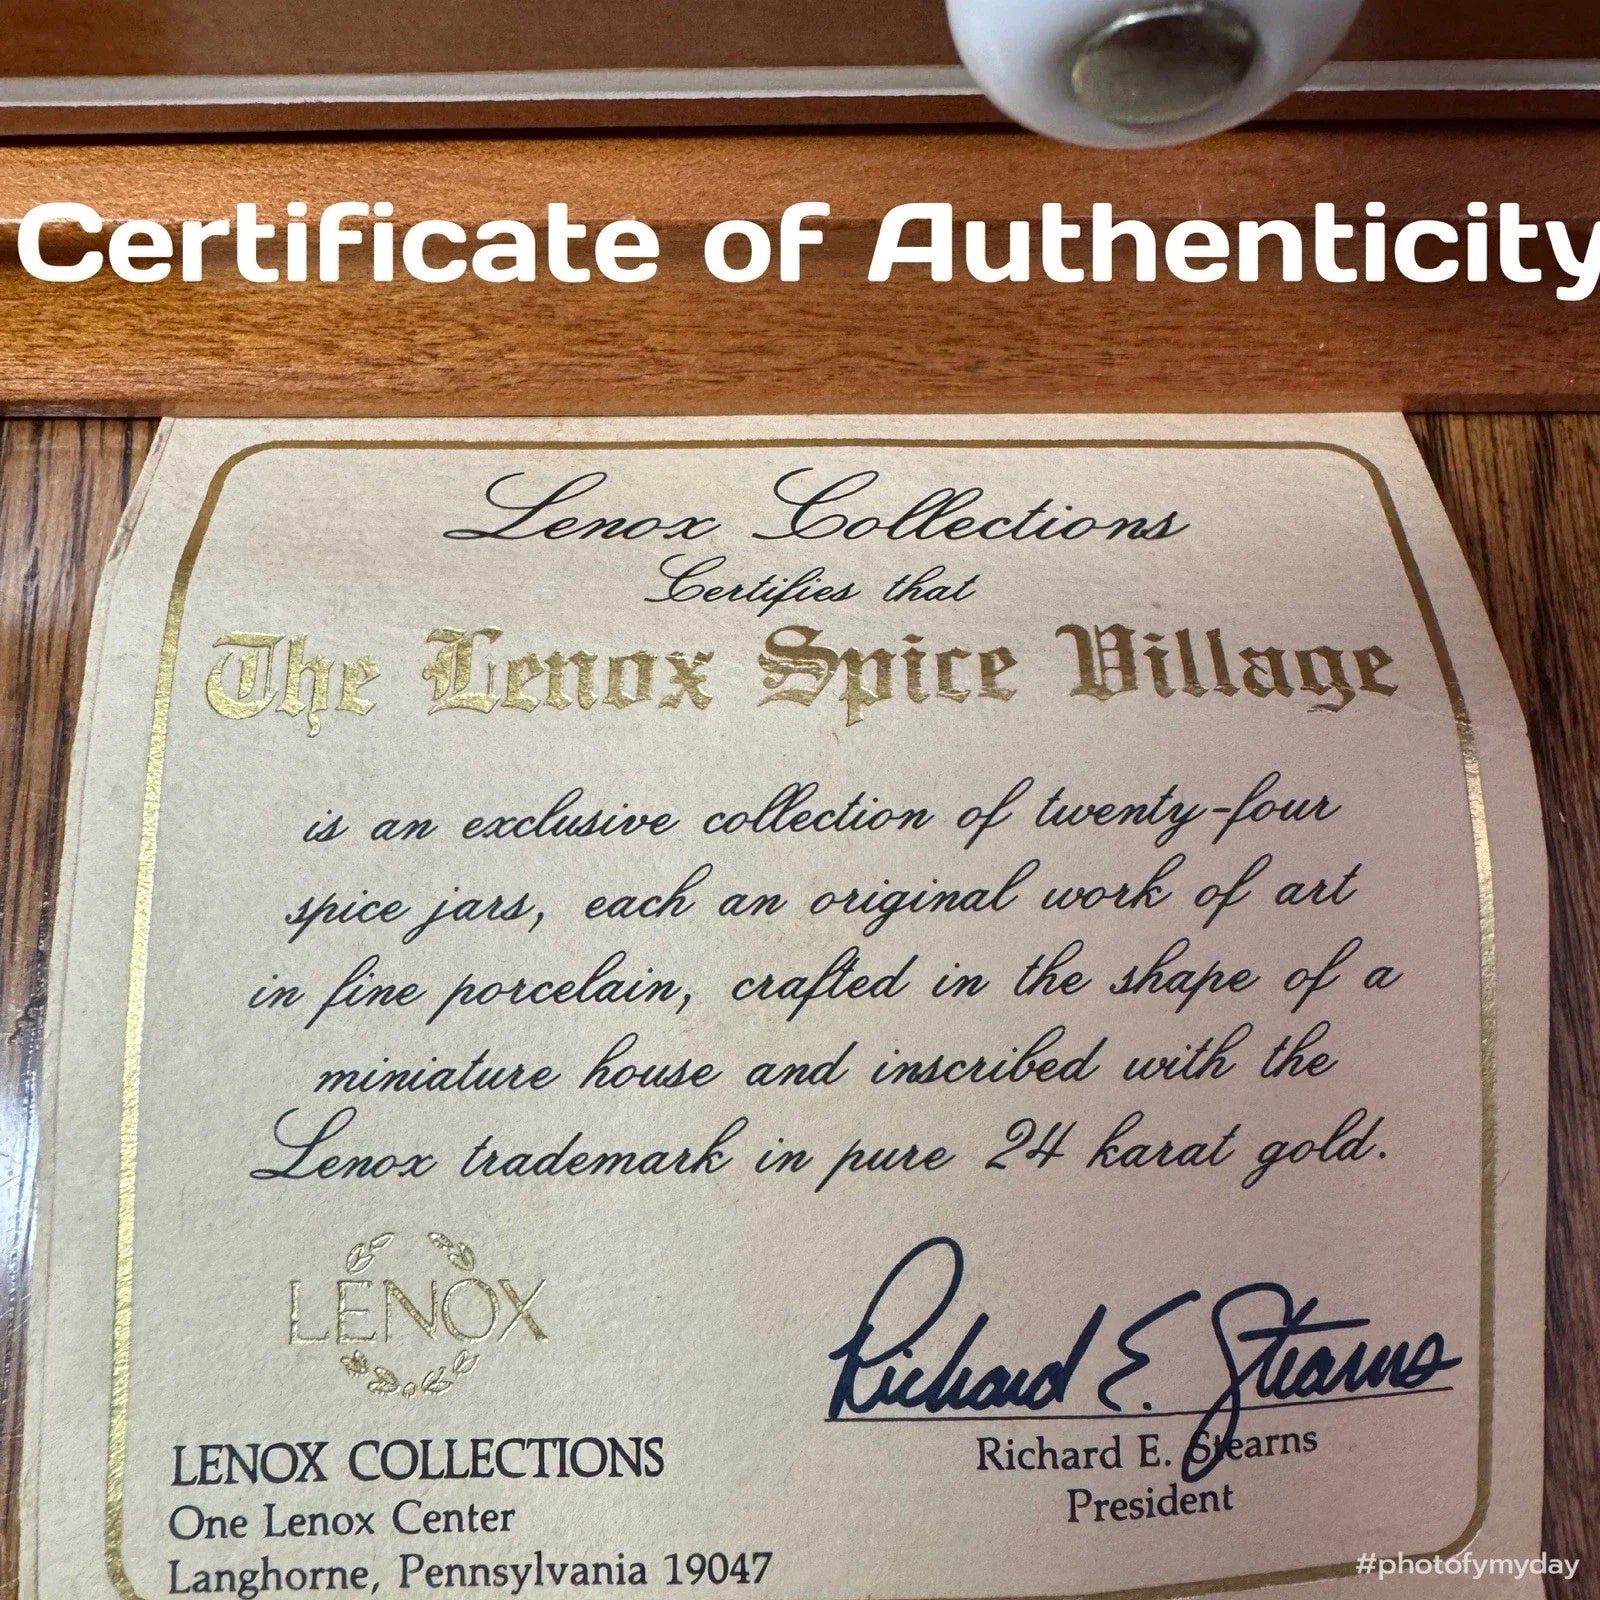 Certificate of Authenticity
Lenox Collections
Certifies that
The Lenox Spice Village
is an exclusive collection of twenty-four
spice jars, each an original work of art
in fine porcelain, crafted in the shape of a
miniature house and inscribed with the
Lenox trademark in pure 24 karat gold.
LENOX
Richard E. Stearns
LENOX COLLECTIONS
One Lenox Center
Langhorne, Pennsylvania 19047
Richard E. Stearns
President
#photofymyday